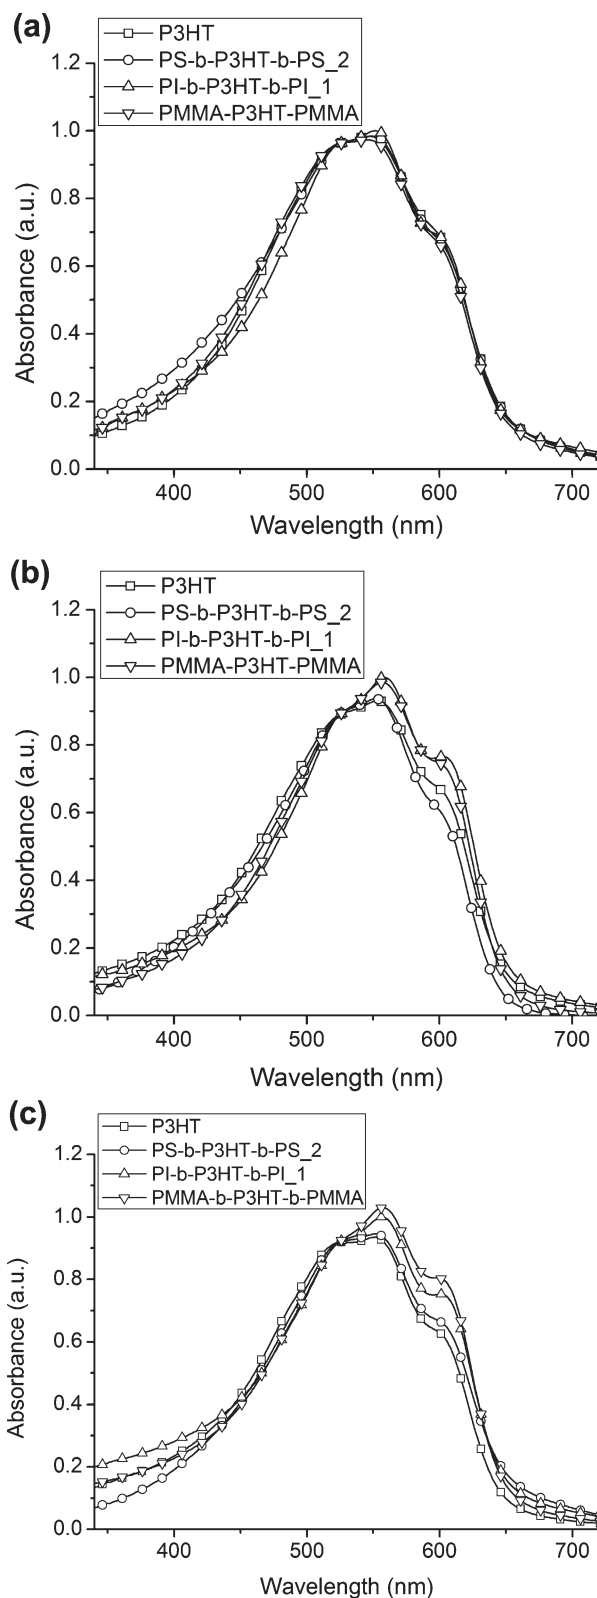 (a)
P3HT
PS-b-P3HT-b-PS_2
PI-b-P3HT-b-PI_1
PMMA-P3HT-PMMA
1.2
1.0
0.8
0.6
0.4
0.2
0.0
Absorbance (a.u.)
400 500 600 700
Wavelength (nm)
(b)
P3HT
PS-b-P3HT-b-PS_2
PI-b-P3HT-b-PI_1
PMMA-P3HT-PMMA
1.2
1.0
0.8
0.6
0.4
0.2
0.0
Absorbance (a.u.)
400 500 600 700
Wavelength (nm)
(c)
P3HT
PS-b-P3HT-b-PS_2
PI-b-P3HT-b-PI_1
PMMA-b-P3HT-b-PMMA
1.2
1.0
0.8
0.6
0.4
0.2
0.0
Absorbance (a.u.)
400 500 600 700
Wavelength (nm)